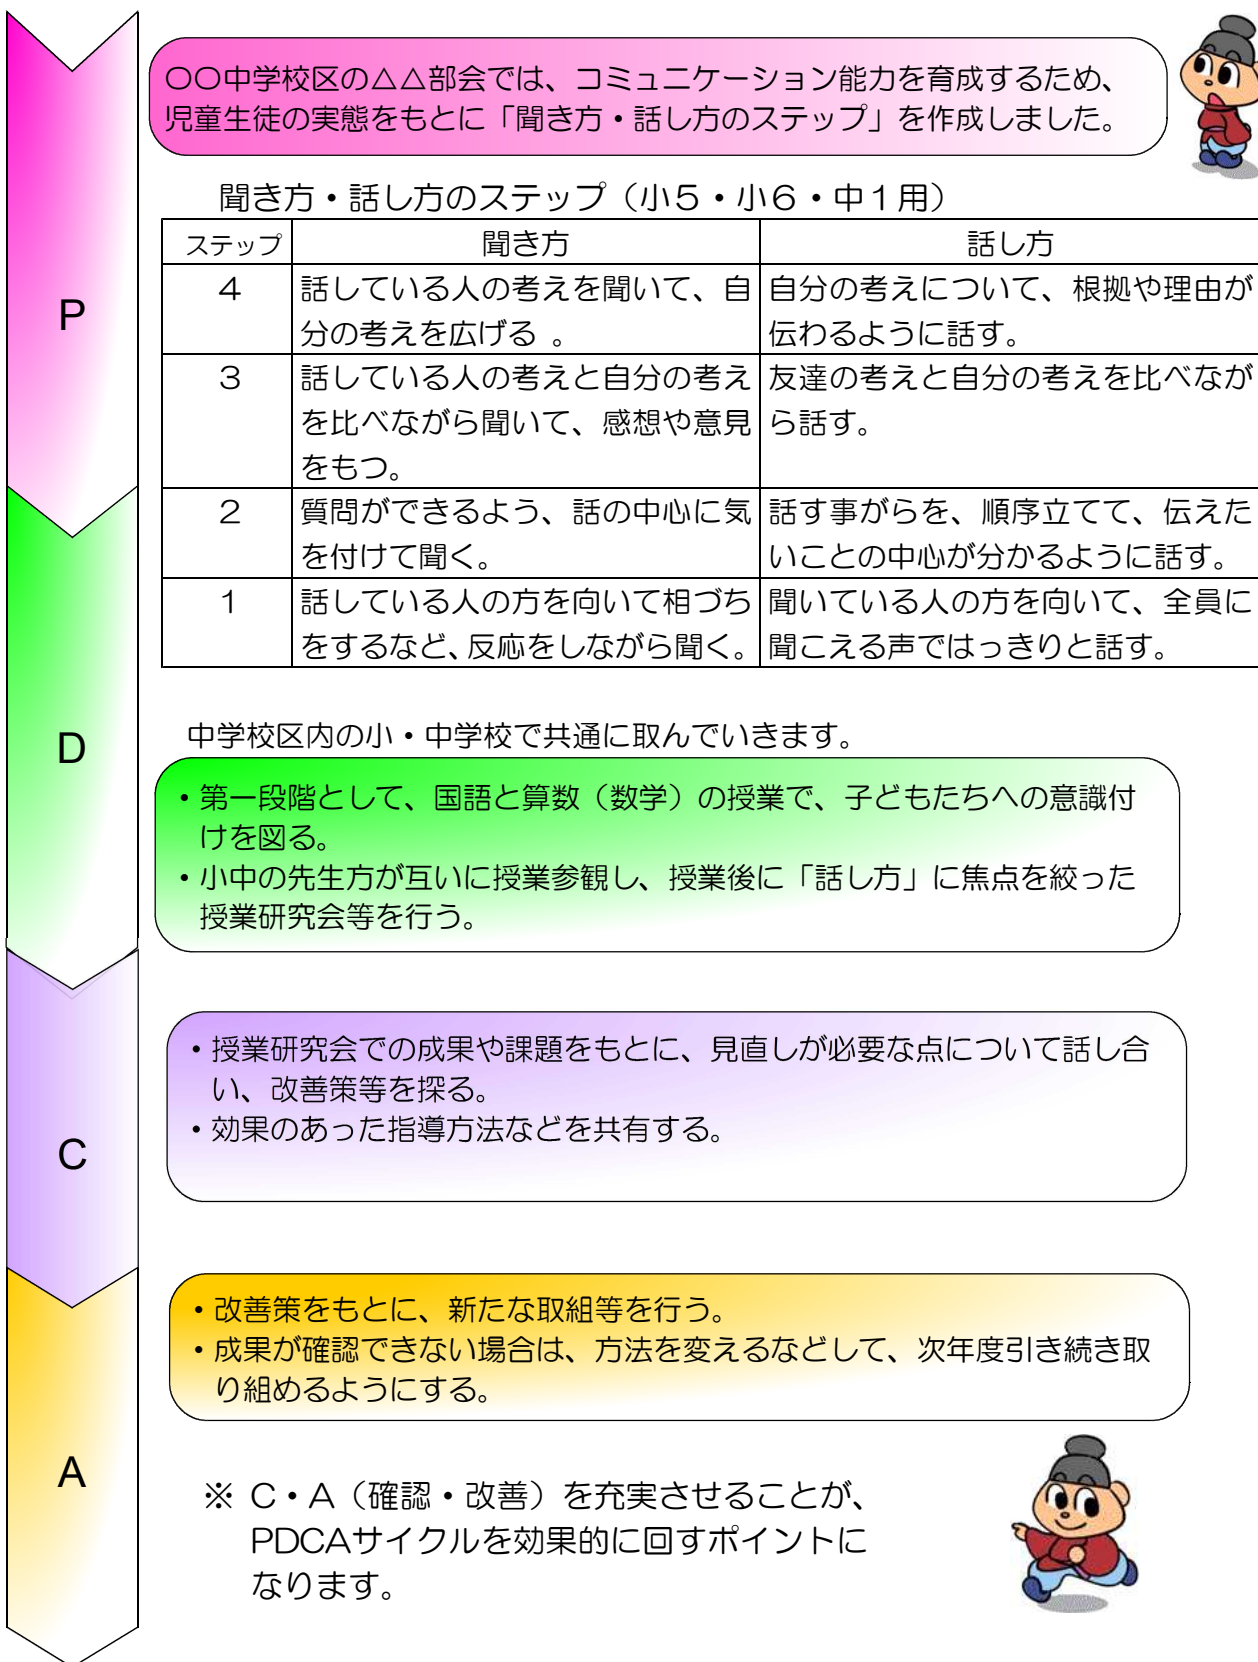 〇〇中学校区の△△部会では、コミュニケーション能力を育成するため、
児童生徒の実態をもとに「聞き方・話し方のステップ」を作成しました。
聞き方・話し方のステップ（小５・小６・中１用）
ステップ 聞き方 話し方
P
４ 話している人の考えを聞いて、自 自分の考えについて、根拠や理由が
分の考えを広げる 。 伝わるように話す。
３ 話している人の考えと自分の考え 友達の考えと自分の考えを比べなが
を比べながら聞いて、感想や意見 ら話す。
をもつ。
２ 質問ができるよう、話の中心に気 話す事がらを、順序立てて、伝えた
を付けて聞く。 いことの中心が分かるように話す。
１ 話している人の方を向いて相づち 聞いている人の方を向いて、全員に
をするなど、反応をしながら聞く。 聞こえる声ではっきりと話す。
D
中学校区内の小・中学校で共通に取んでいきます。
・第一段階として、国語と算数（数学）の授業で、子どもたちへの意識付
けを図る。
・小中の先生方が互いに授業参観し、授業後に「話し方」に焦点を絞った
授業研究会等を行う。
C
・授業研究会での成果や課題をもとに、見直しが必要な点について話し合
い、改善策等を探る。
・効果のあった指導方法などを共有する。
A
・改善策をもとに、新たな取組等を行う。
・成果が確認できない場合は、方法を変えるなどして、次年度引き続き取
り組めるようにする。
※ C・A（確認・改善）を充実させることが、
PDCAサイクルを効果的に回すポイントに
なります。